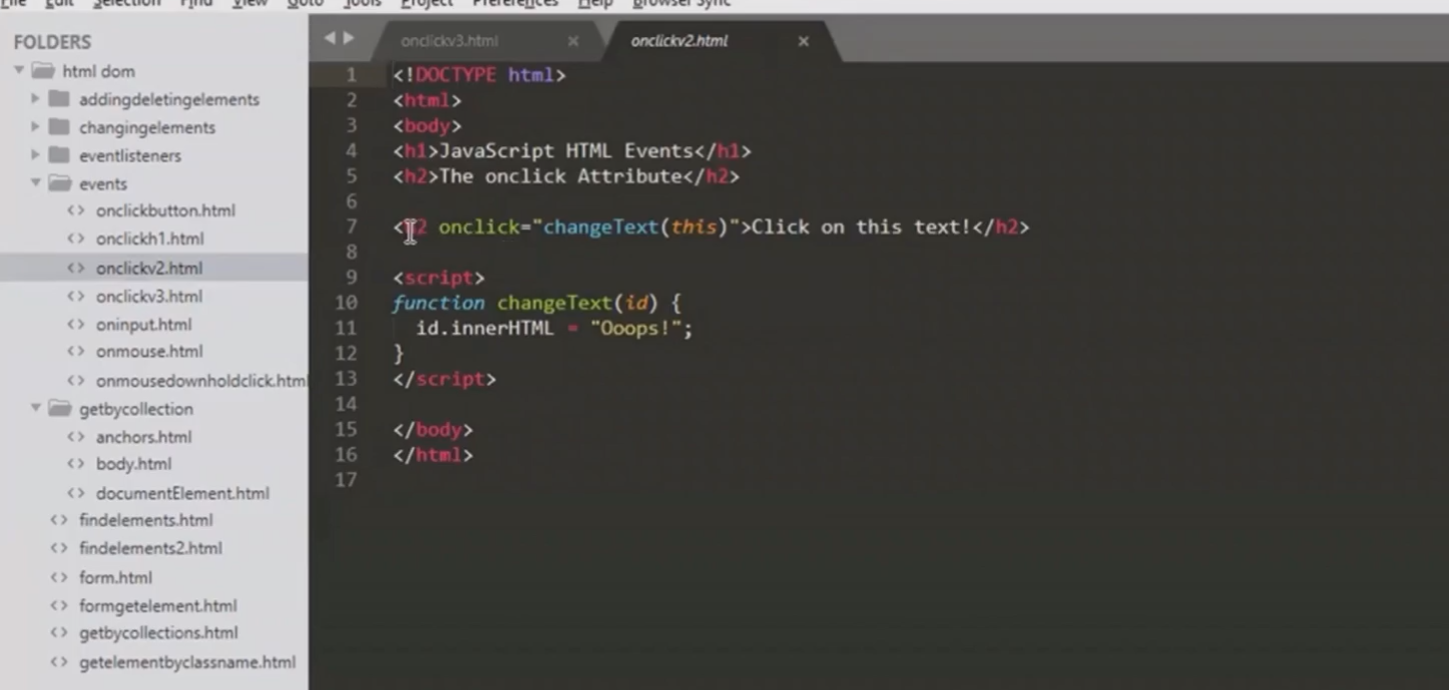 File Edit Selection Find View Goto Tools Project Preferences Help Browser Sync
FOLDERS
html dom
addingdeletingelements
changingelements
eventlisteners
events
onclickbutton.html
onclickh1.html
onclickv2.html
onclickv3.html
oninput.html
onmouse.html
onmousedownholdclick.html
getbycollection
anchors.html
body.html
documentElement.html
findelements.html
findelements2.html
form.html
formgetelement.html
getbycollections.html
getelementbyclassname.html
onclickv3.html × onclickv2.html ×
1 <!DOCTYPE html>
2 <html>
3 <body>
4 <h1>JavaScript HTML Events</h1>
5 <h2>The onclick Attribute</h2>
6
7 <h2 onclick="changeText(this)">Click on this text!</h2>
8
9 <script>
10 function changeText(id) {
11 id.innerHTML = "Ooops!";
12 }
13 </script>
14
15 </body>
16 </html>
17